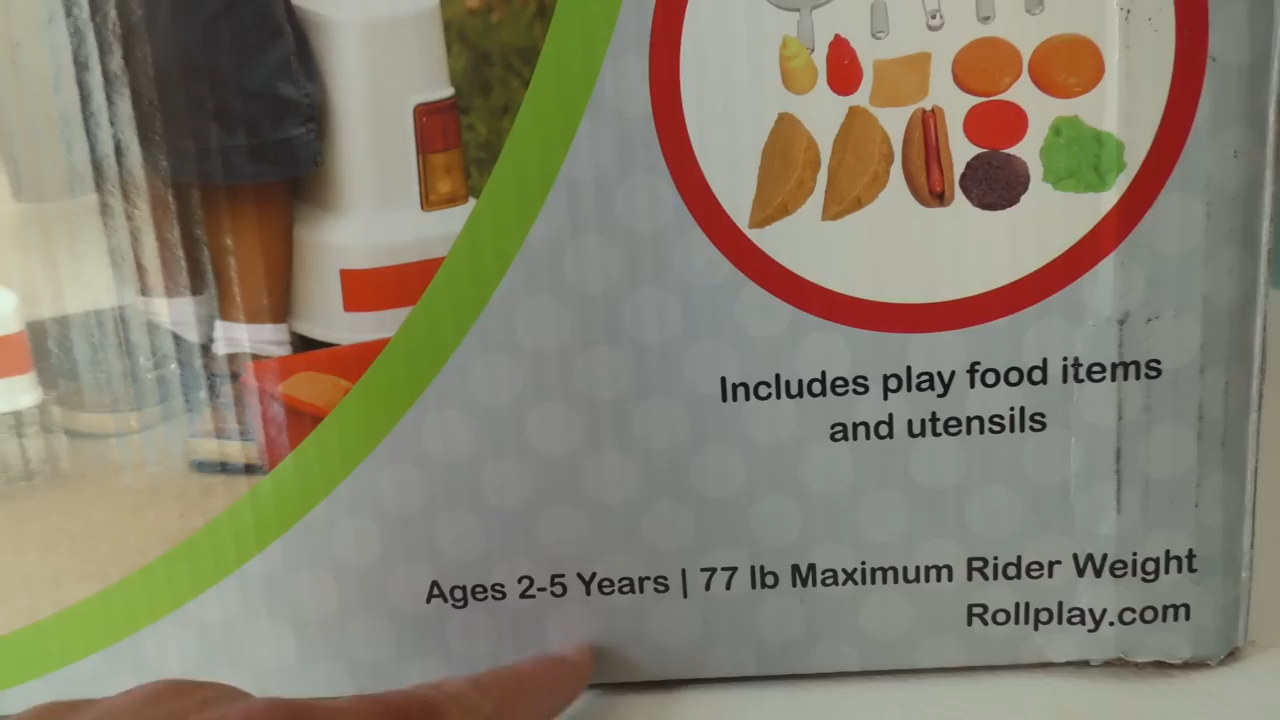 Includes play food items
and utensils
Ages 2-5 Years | 77 lb Maximum Rider Weight
Rollplay.com